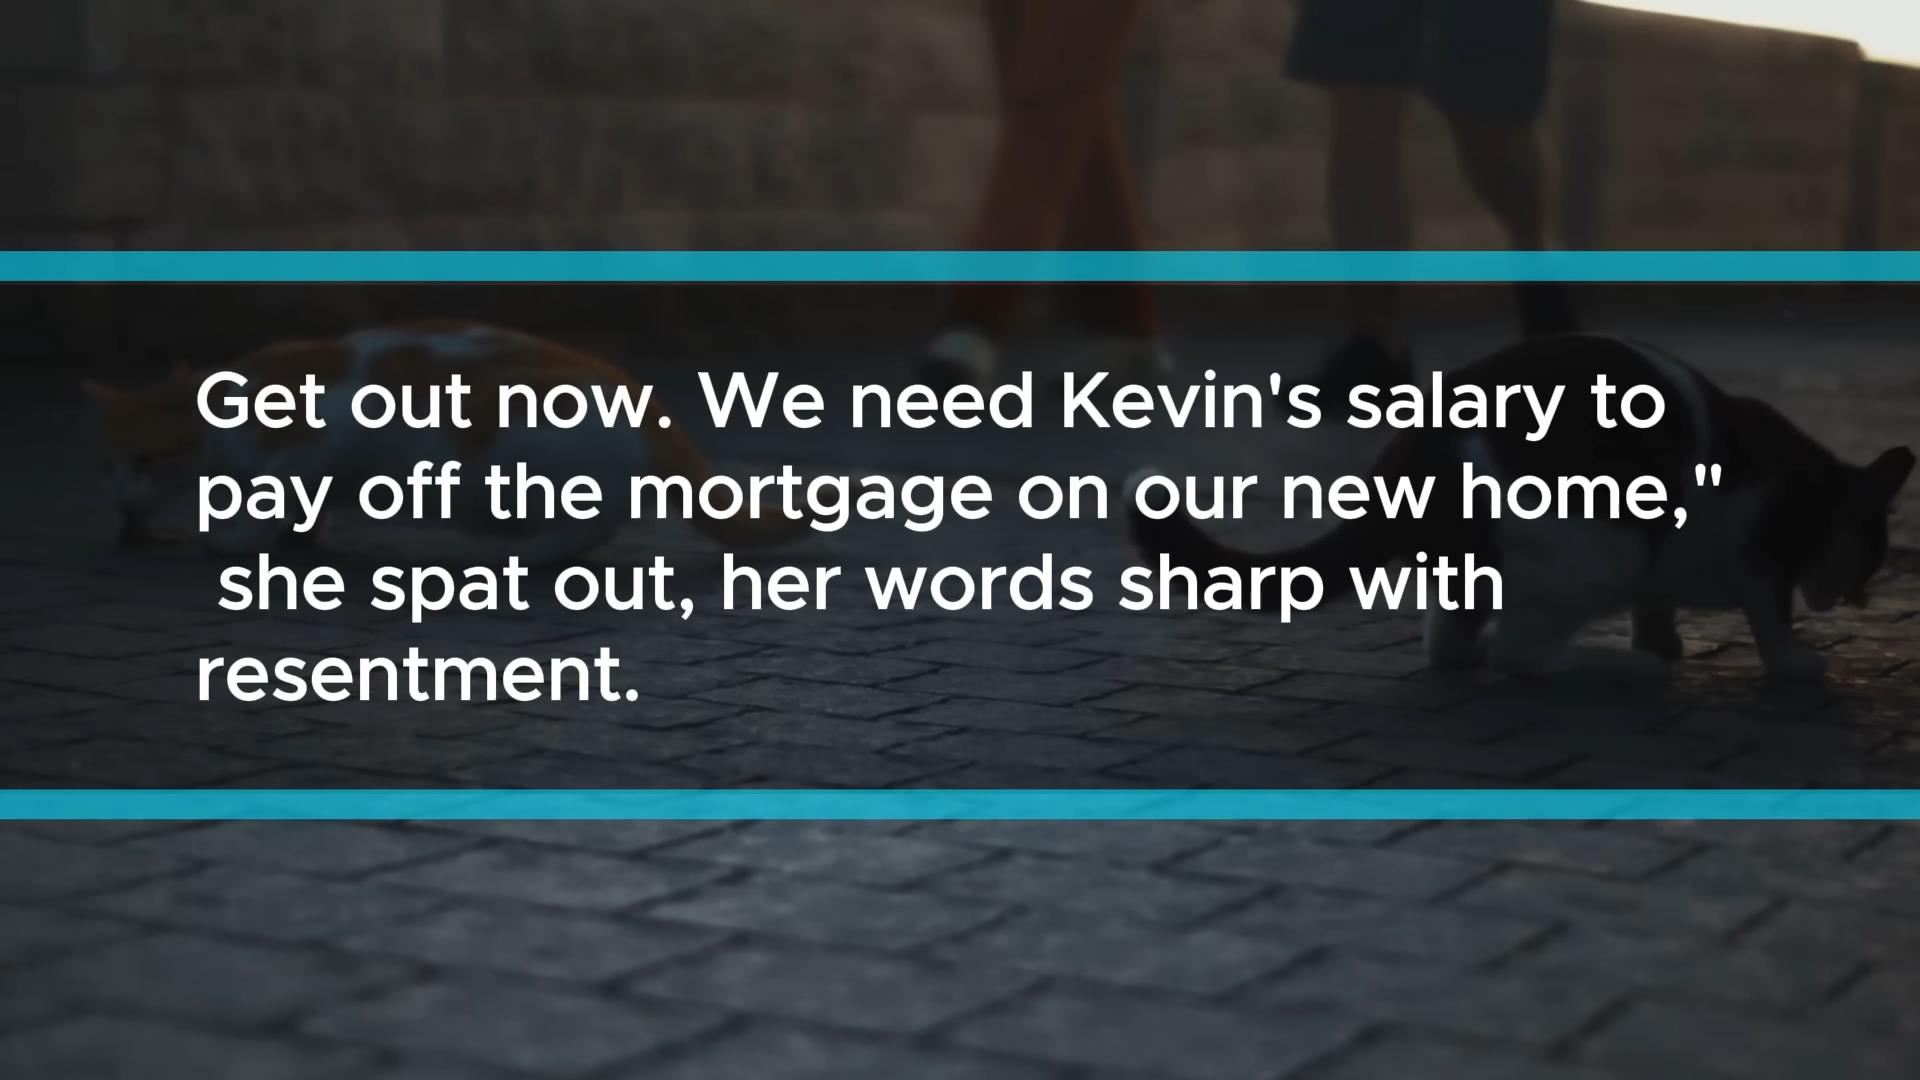 Get out now. We need Kevin's salary to
pay off the mortgage on our new home,"
she spat out, her words sharp with
resentment.